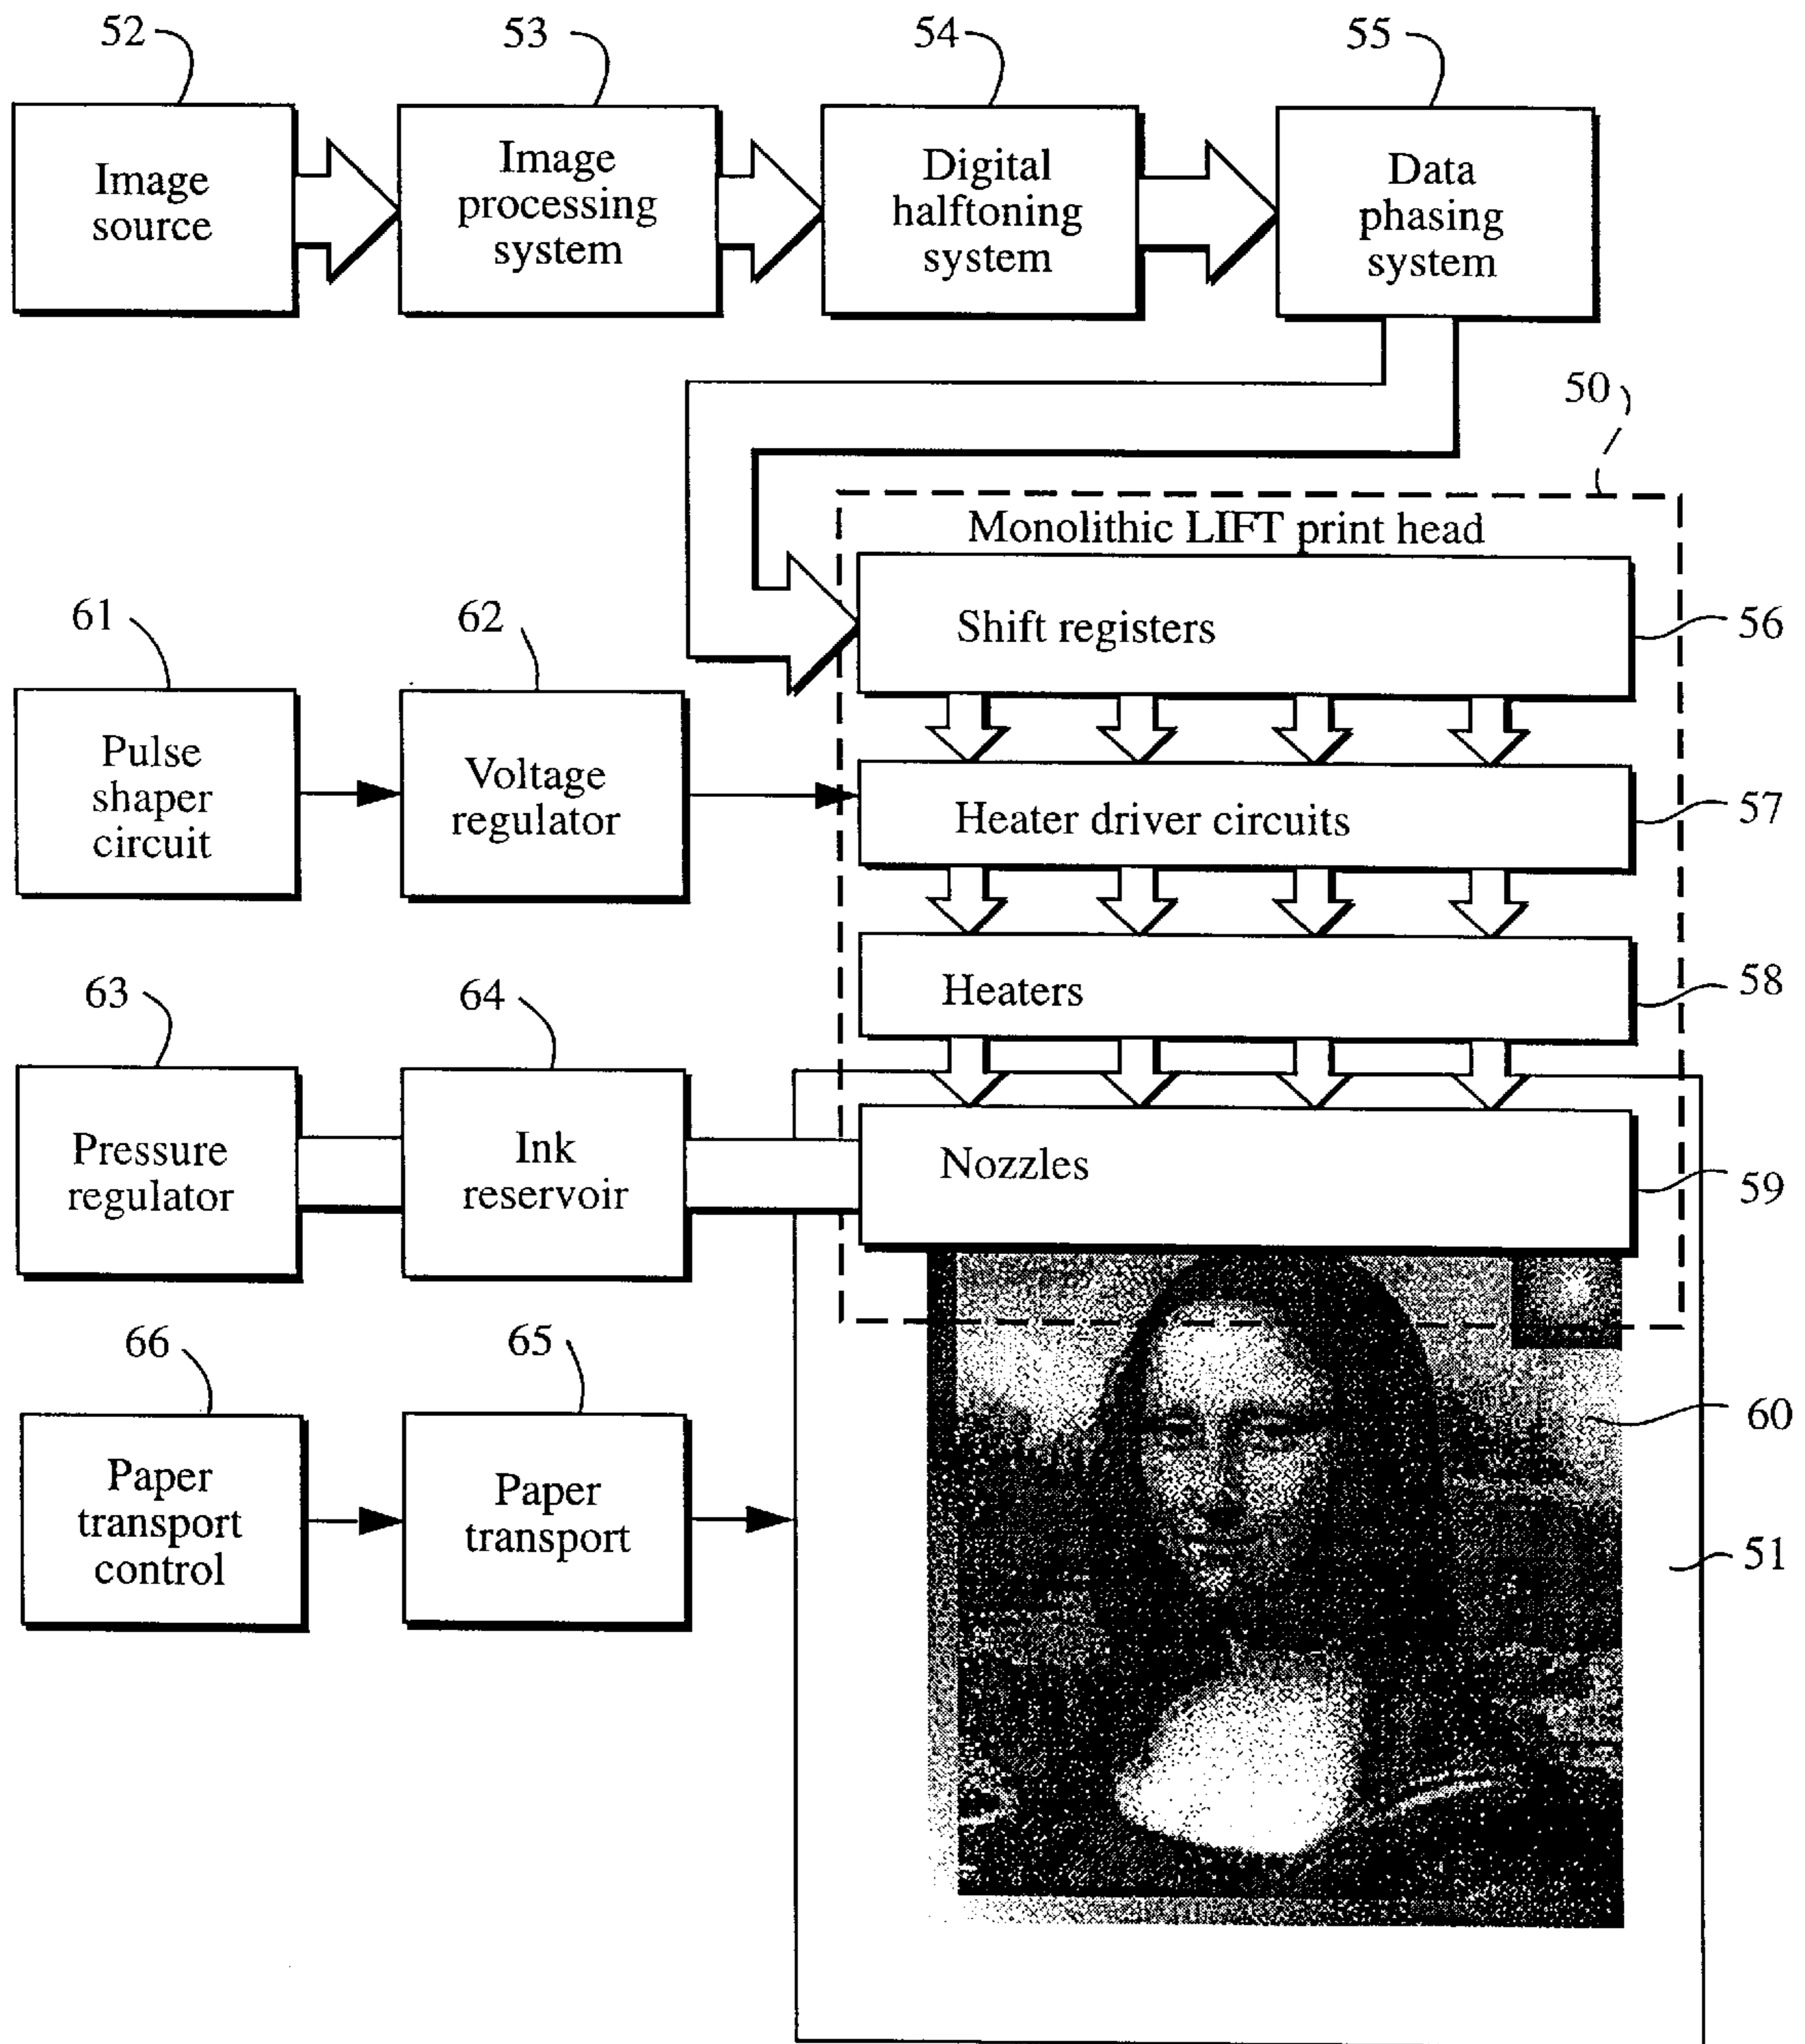 52
53
54
55
Image
source
Image
processing
system
Digital
halftoning
system
Data
phasing
system
50
Monolithic LIFT print head
Shift registers
56
61
62
Pulse
shaper
circuit
Voltage
regulator
Heater driver circuits
57
Heaters
58
63
64
Pressure
regulator
Ink
reservoir
Nozzles
59
66
65
Paper
transport
control
Paper
transport
60
51